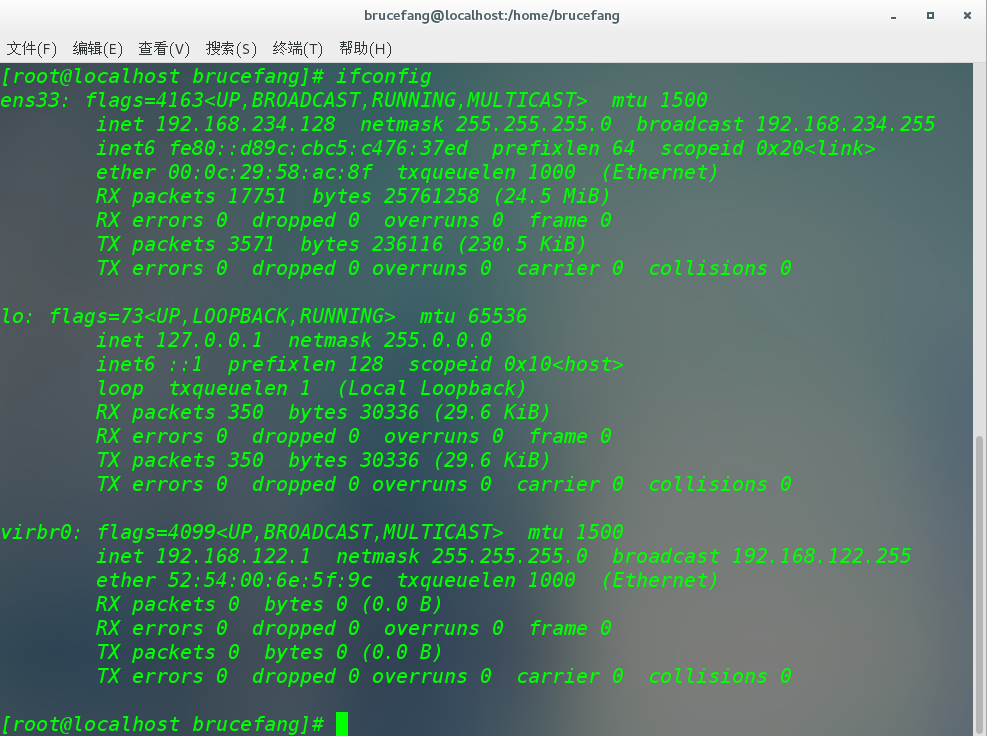 brucefang@localhost:/home/brucefang
文件(F) 编辑(E) 查看(V) 搜索(S) 终端(T) 帮助(H)
[root@localhost brucefang]# ifconfig
ens33: flags=4163<UP,BROADCAST,RUNNING,MULTICAST>  mtu 1500
        inet 192.168.234.128  netmask 255.255.255.0  broadcast 192.168.234.255
        inet6 fe80::d89c:cbc5:c476:37ed  prefixlen 64  scopeid 0x20<link>
        ether 00:0c:29:58:ac:8f  txqueuelen 1000  (Ethernet)
        RX packets 17751  bytes 25761258 (24.5 MiB)
        RX errors 0  dropped 0  overruns 0  frame 0
        TX packets 3571  bytes 236116 (230.5 KiB)
        TX errors 0  dropped 0 overruns 0  carrier 0  collisions 0
lo: flags=73<UP,LOOPBACK,RUNNING>  mtu 65536
        inet 127.0.0.1  netmask 255.0.0.0
        inet6 ::1  prefixlen 128  scopeid 0x10<host>
        loop  txqueuelen 1  (Local Loopback)
        RX packets 350  bytes 30336 (29.6 KiB)
        RX errors 0  dropped 0  overruns 0  frame 0
        TX packets 350  bytes 30336 (29.6 KiB)
        TX errors 0  dropped 0 overruns 0  carrier 0  collisions 0
virbr0: flags=4099<UP,BROADCAST,MULTICAST>  mtu 1500
        inet 192.168.122.1  netmask 255.255.255.0  broadcast 192.168.122.255
        ether 52:54:00:6e:5f:9c  txqueuelen 1000  (Ethernet)
        RX packets 0  bytes 0 (0.0 B)
        RX errors 0  dropped 0  overruns 0  frame 0
        TX packets 0  bytes 0 (0.0 B)
        TX errors 0  dropped 0 overruns 0  carrier 0  collisions 0
[root@localhost brucefang]#